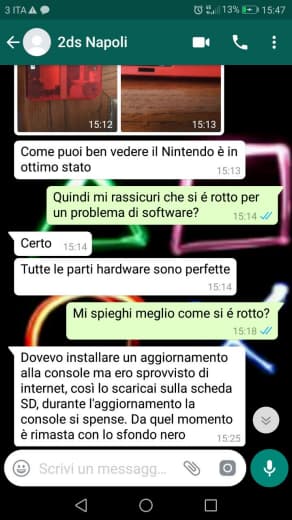 3 ITA 13% 15:47
2ds Napoli
15:12 15:13
Come puoi ben vedere il Nintendo è in
ottimo stato 15:13
Quindi mi rassicuri che si é rotto per
un problema di software? 15:14
Certo 15:14
Tutte le parti hardware sono perfette
15:14
Mi spieghi meglio come si é rotto?
15:18
Dovevo installare un aggiornamento
alla console ma ero sprovvisto di
internet, così lo scaricai sulla scheda
SD, durante l'aggiornamento la
console si spense. Da quel momento
è rimasta con lo sfondo nero 15:25
Scrivi un messagg...